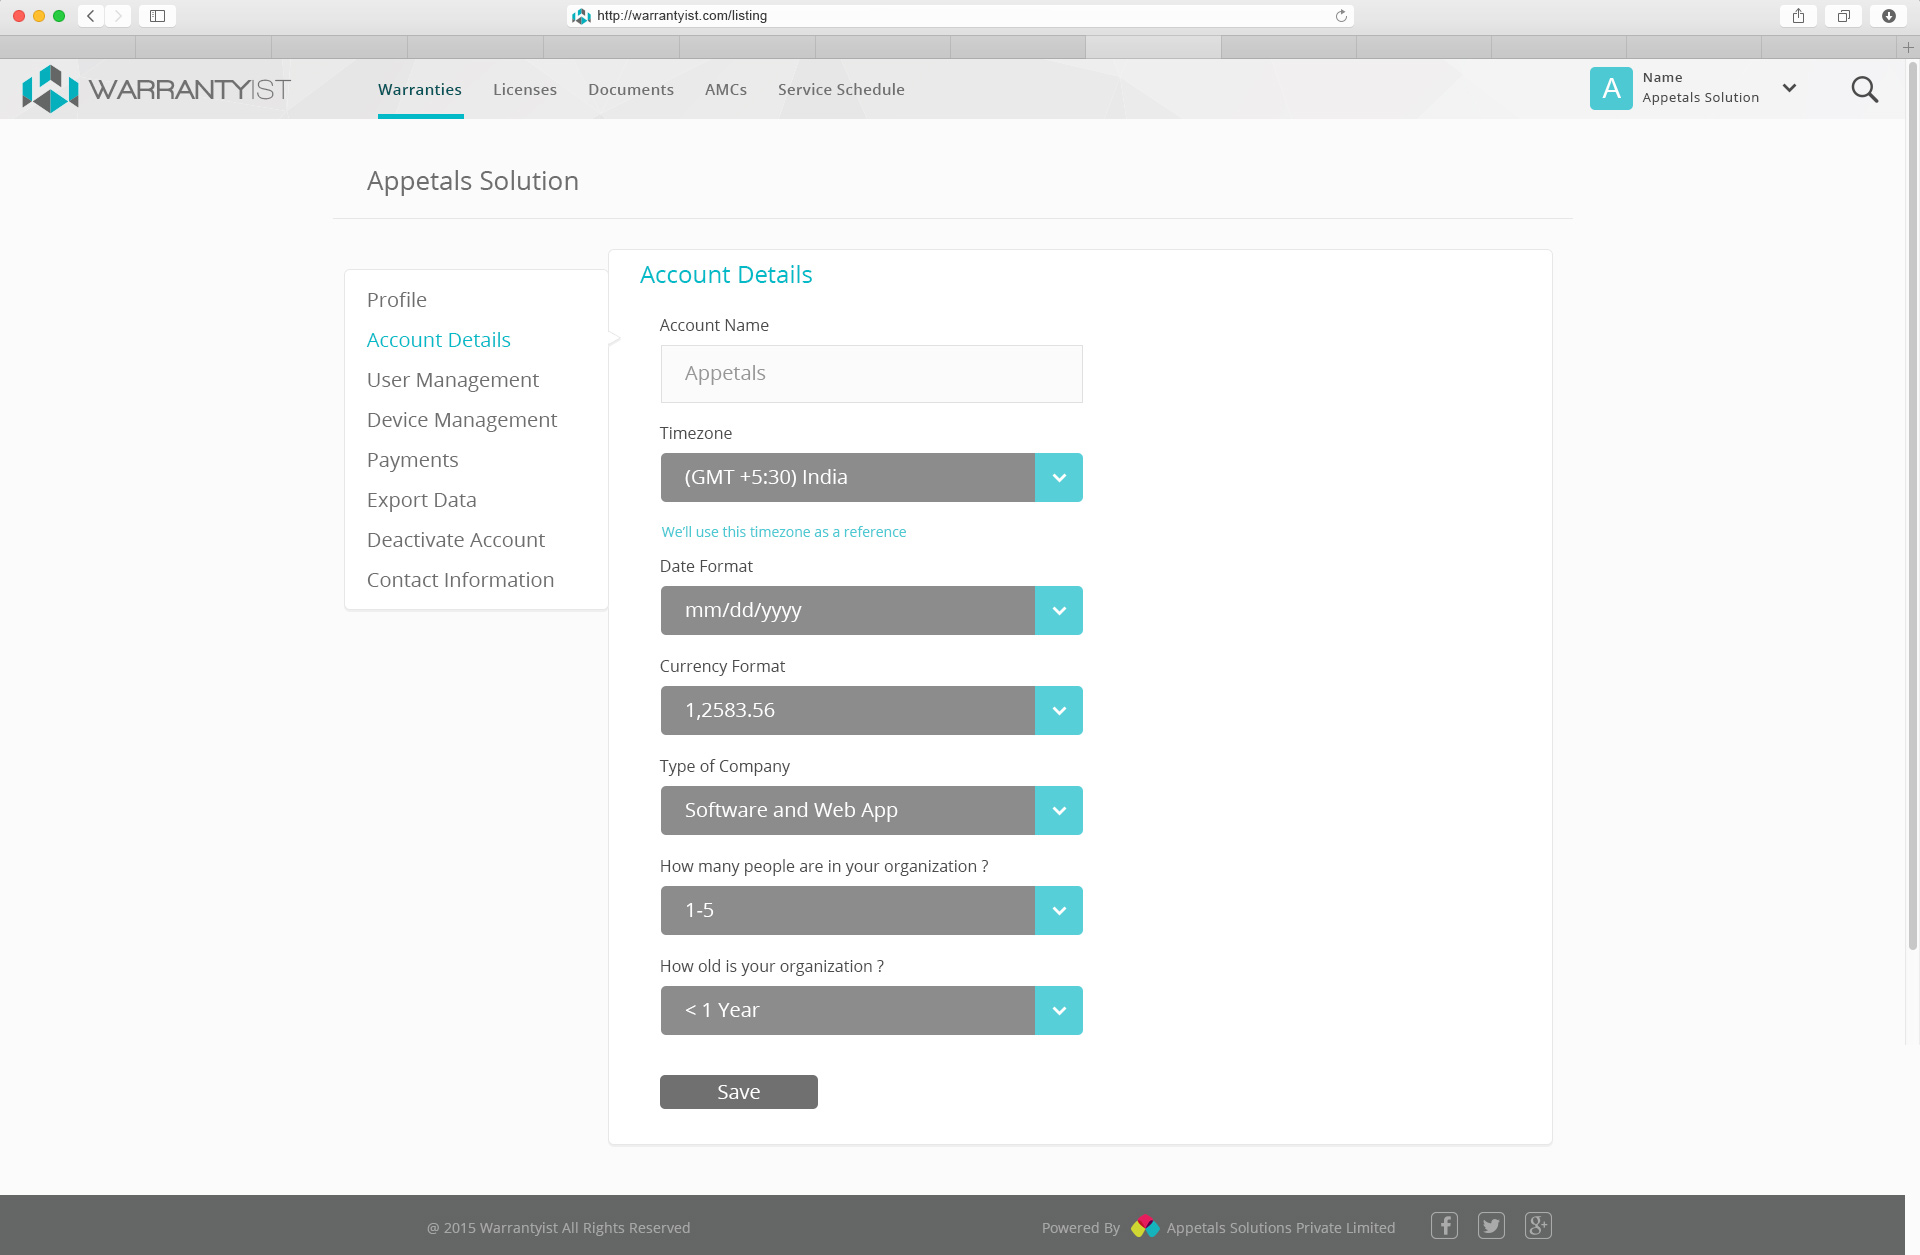 http://warrantyist.com/listing
WARRANTYIST
Warranties
Licenses
Documents
AMCs
Service Schedule
A
Name
Appetals Solution
Appetals Solution
Profile
Account Details
User Management
Device Management
Payments
Export Data
Deactivate Account
Contact Information
Account Details
Account Name
Appetals
Timezone
(GMT +5:30) India
We'll use this timezone as a reference
Date Format
mm/dd/yyyy
Currency Format
1,2583.56
Type of Company
Software and Web App
How many people are in your organization ?
1-5
How old is your organization ?
< 1 Year
Save
@ 2015 Warrantyist All Rights Reserved
Powered By
Appetals Solutions Private Limited